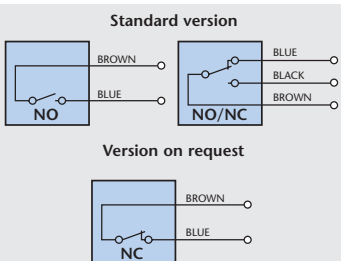 Standard version
BROWN
BLUE
NO
BLUE
BLACK
BROWN
NO/NC
Version on request
BROWN
BLUE
NC